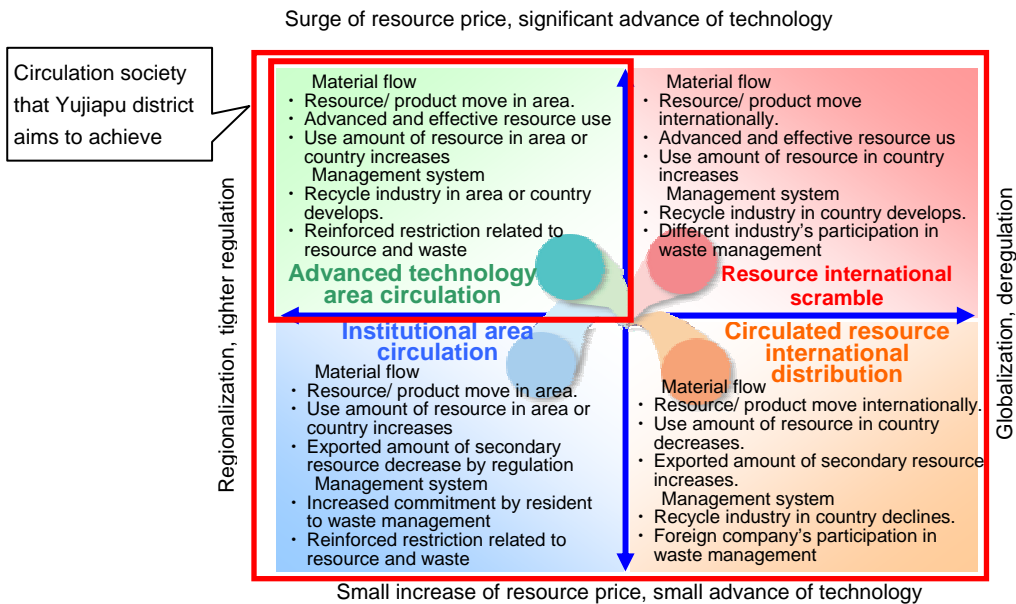 Surge of resource price, significant advance of technology
Circulation society
that Yujiapu district
aims to achieve
Regionalization, tighter regulation
Material flow
・ Resource/ product move in area.
・ Advanced and effective resource use
・ Use amount of resource in area or
country increases
Management system
・ Recycle industry in area or country
develops.
・ Reinforced restriction related to
resource and waste
Advanced technology
area circulation
Material flow
・ Resource/ product move
internationally.
・ Advanced and effective resource us
・ Use amount of resource in country
increases
Management system
・ Recycle industry in country develops.
・ Different industry's participation in
waste management
Resource international
scramble
Institutional area
circulation
Material flow
・ Resource/ product move in area.
・ Use amount of resource in area or
country increases
・ Exported amount of secondary
resource decrease by regulation
Management system
・ Increased commitment by resident
to waste management
・ Reinforced restriction related to
resource and waste
Circulated resource
international
distribution
Material flow
・ Resource/ product move internationally.
・ Use amount of resource in country
decreases.
・ Exported amount of secondary resource
increases.
Management system
・ Recycle industry in country declines.
・ Foreign company's participation in
waste management
Globalization, deregulation
Small increase of resource price, small advance of technology